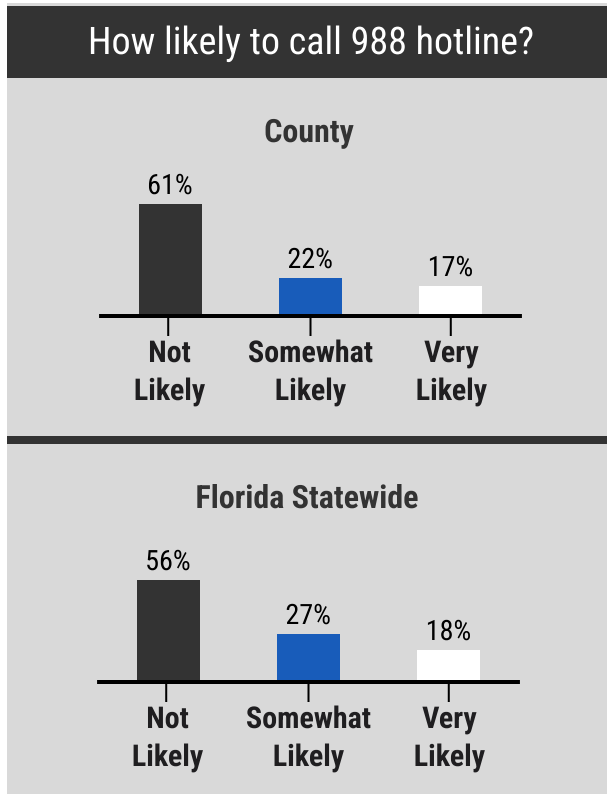 How likely to call 988 hotline?
County
61%
22%
17%
Not Likely
Somewhat Likely
Very Likely
Florida Statewide
56%
27%
18%
Not Likely
Somewhat Likely
Very Likely